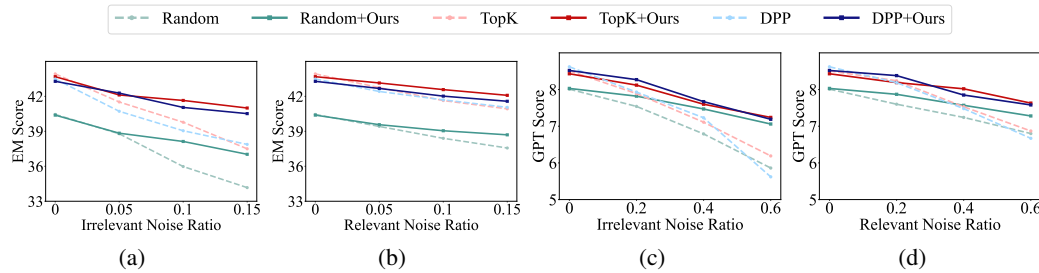 Random Random+Ours TopK TopK+Ours DPP DPP+Ours
EM Score
42
39
36
33
0 0.05 0.1 0.15
Irrelevant Noise Ratio
(a)
EM Score
42
39
36
33
0 0.05 0.1 0.15
Relevant Noise Ratio
(b)
GPT Score
8
7
6
5
0 0.2 0.4 0.6
Irrelevant Noise Ratio
(c)
GPT Score
8
7
6
5
0 0.2 0.4 0.6
Relevant Noise Ratio
(d)